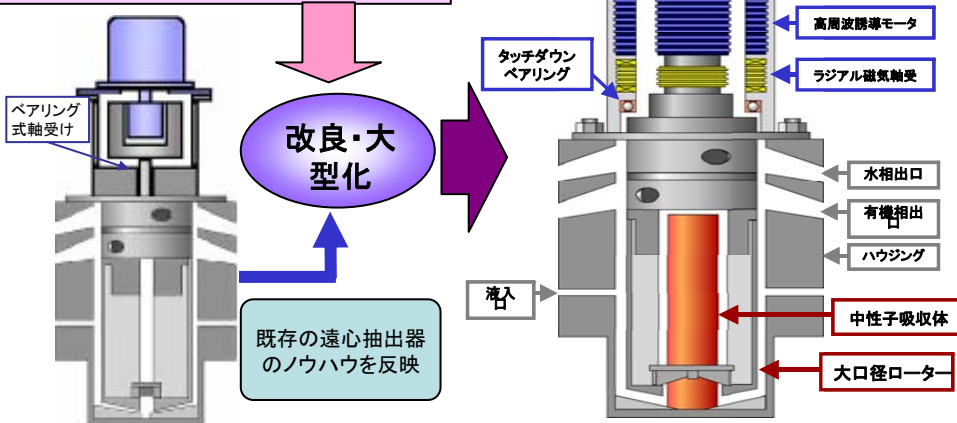 ベアリング
式軸受け
改良・大
型化
既存の遠心抽出器
のノウハウを反映
タッチダウン
ベアリング
高周波誘導モータ
ラジアル磁気軸受
水相出口
有機相出
口
ハウジング
液入
口
中性子吸収体
大口径ローター